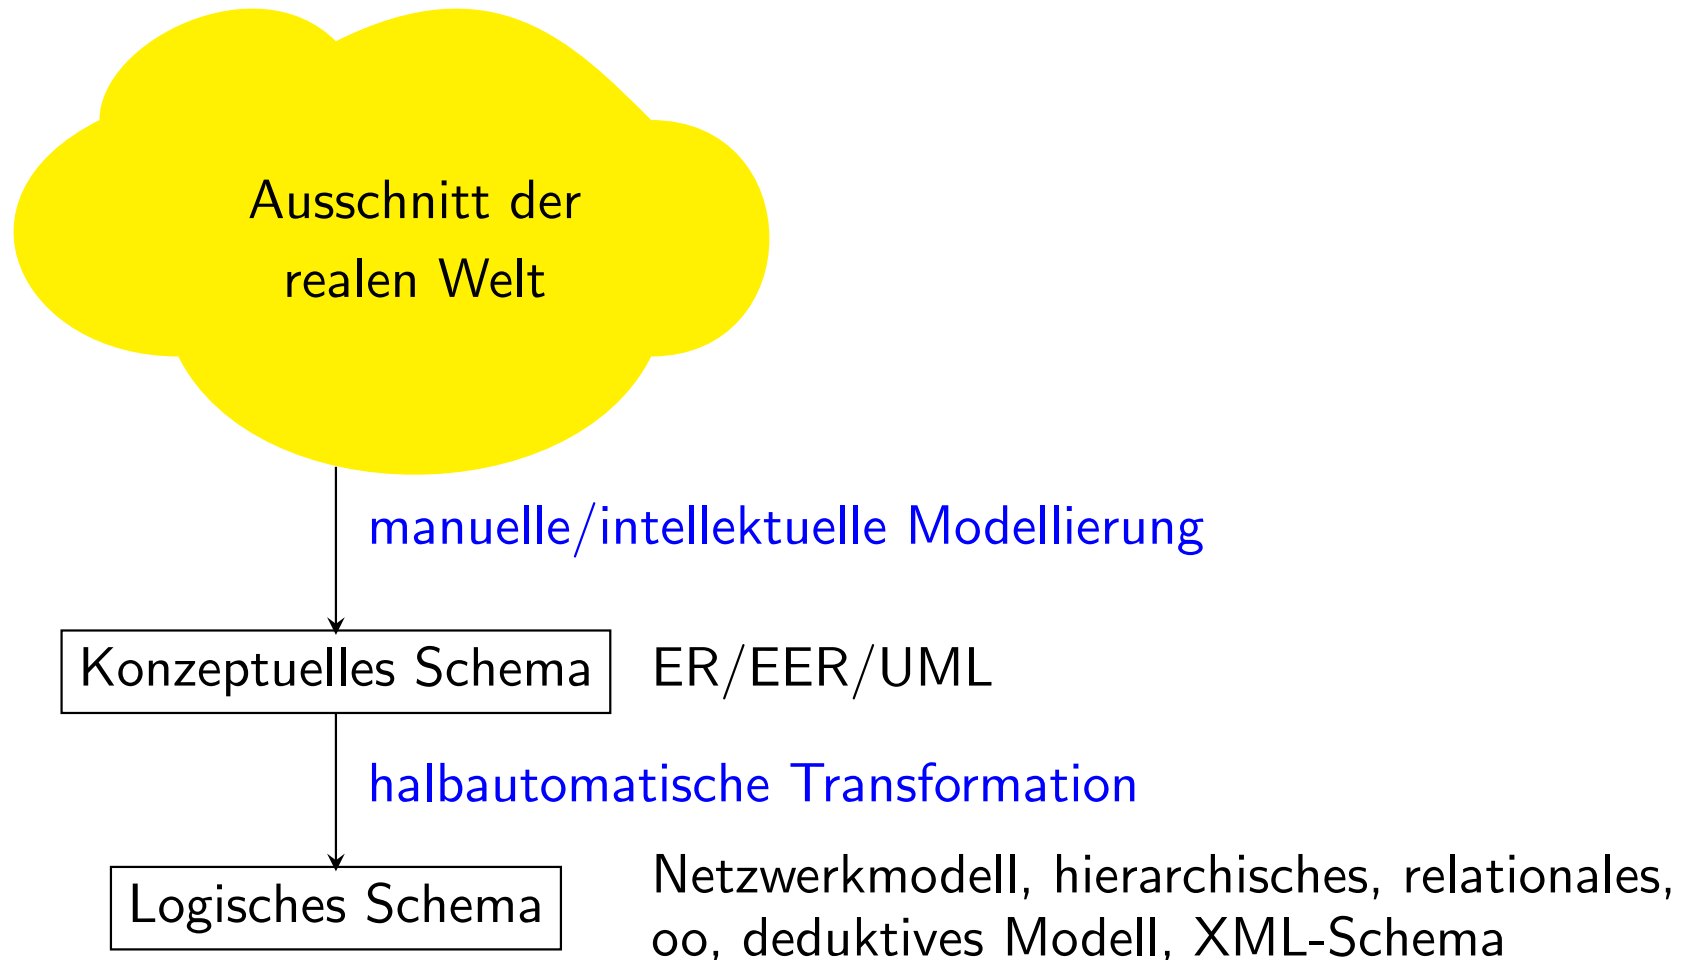 Ausschnitt der
realen Welt
manuelle/intellektuelle Modellierung
Konzeptuelles Schema
ER/EER/UML
halbautomatische Transformation
Logisches Schema
Netzwerkmodell, hierarchisches, relationales,
oo, deduktives Modell, XML-Schema